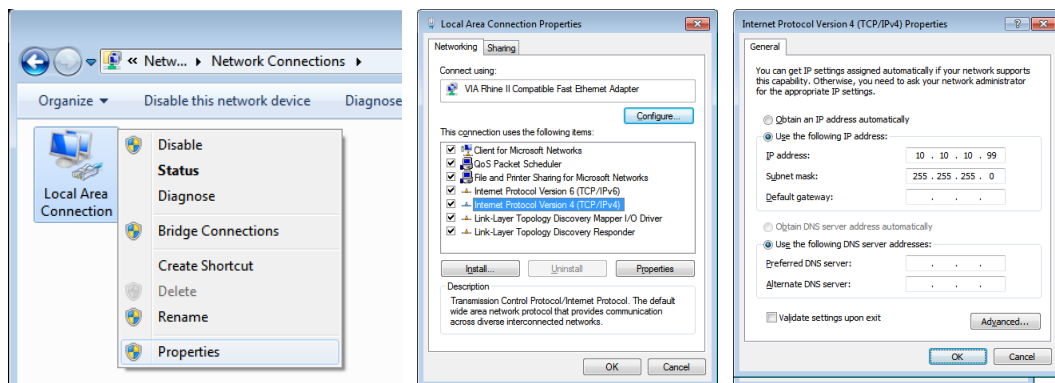 « Netw... ▸ Network Connections ▸
Organize ▾ Disable this network device Diagnose
Local Area
Connection
Disable
Status
Diagnose
Bridge Connections
Create Shortcut
Delete
Rename
Properties
Local Area Connection Properties
Networking Sharing
Connect using:
VIA Rhine II Compatible Fast Ethernet Adapter
Configure...
This connection uses the following items:
Client for Microsoft Networks
QoS Packet Scheduler
File and Printer Sharing for Microsoft Networks
Internet Protocol Version 6 (TCP/IPv6)
Internet Protocol Version 4 (TCP/IPv4)
Link-Layer Topology Discovery Mapper I/O Driver
Link-Layer Topology Discovery Responder
Install... Uninstall Properties
Description
Transmission Control Protocol/Internet Protocol. The default
wide area network protocol that provides communication
across diverse interconnected networks.
OK Cancel
Internet Protocol Version 4 (TCP/IPv4) Properties
General
You can get IP settings assigned automatically if your network supports
this capability. Otherwise, you need to ask your network administrator
for the appropriate IP settings.
Obtain an IP address automatically
Use the following IP address:
IP address: 10 . 10 . 10 . 99
Subnet mask: 255 . 255 . 255 . 0
Default gateway: . . .
Obtain DNS server address automatically
Use the following DNS server addresses:
Preferred DNS server: . . .
Alternate DNS server: . . .
Validate settings upon exit
Advanced...
OK Cancel